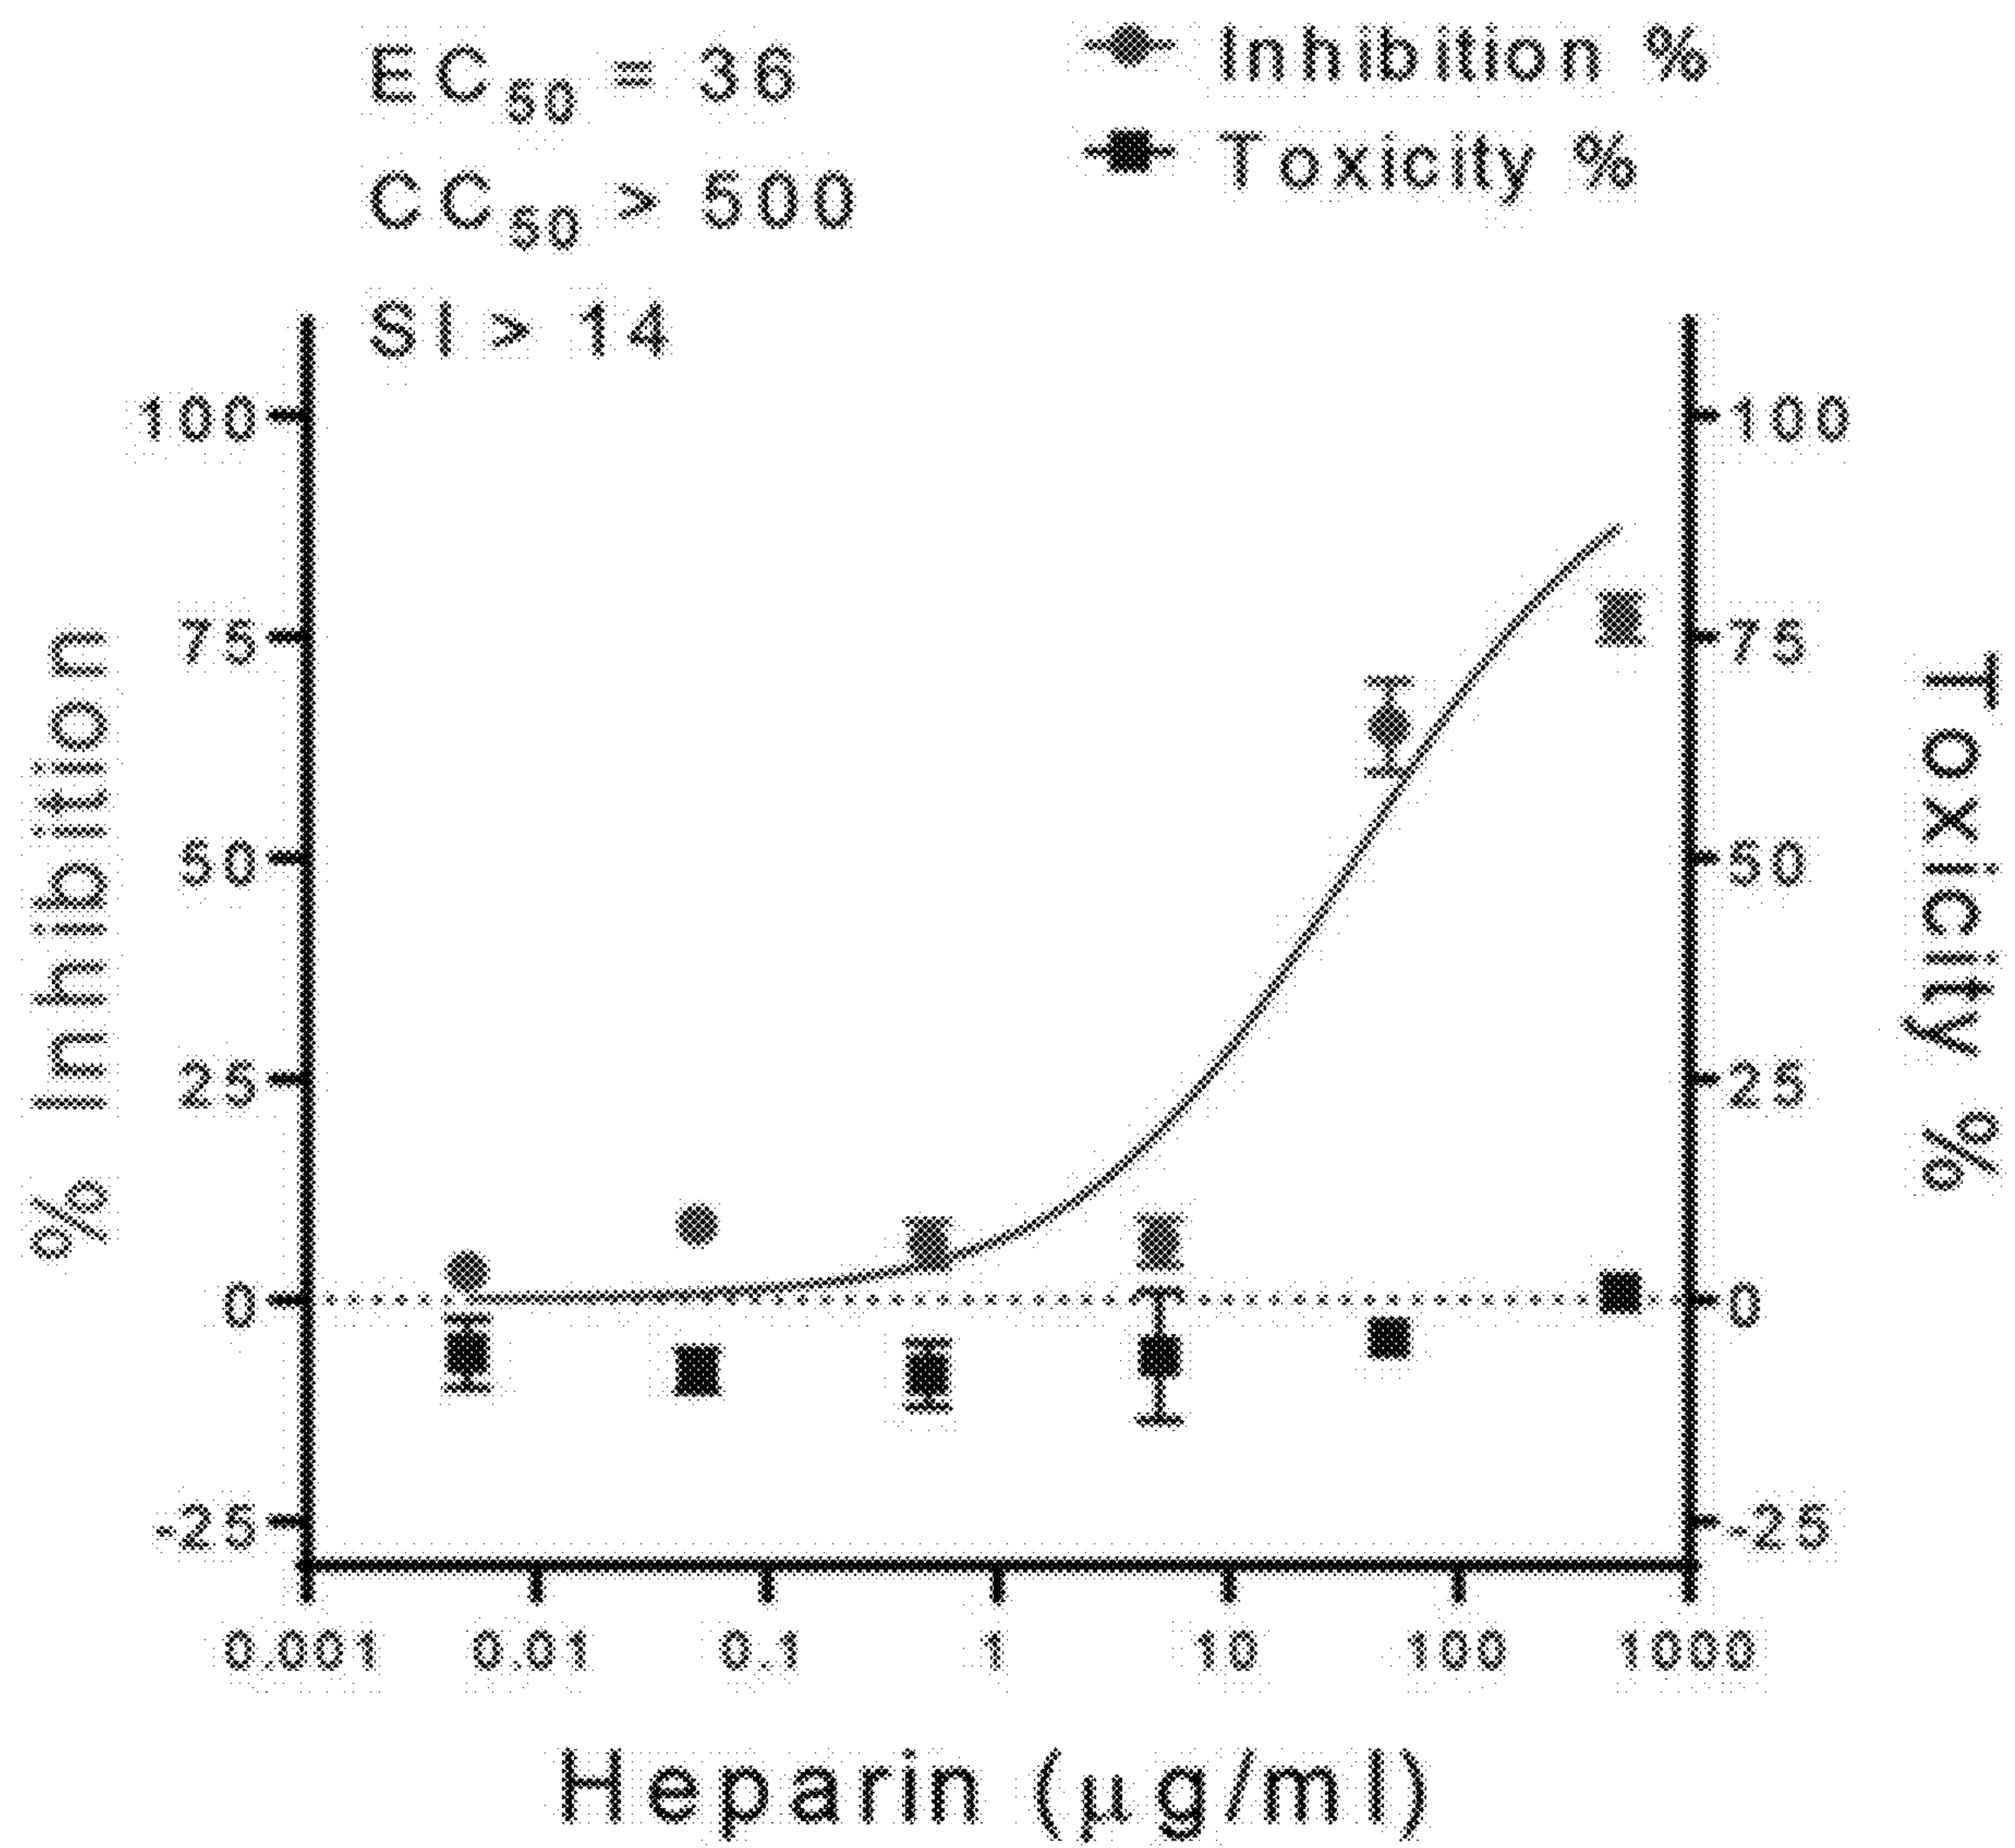 EC50 = 36
CC50 > 500
SI > 14
Inhibition %
Toxicity %
% Inhibition
100
75
50
25
0
-25
100
75
50
25
0
-25
Toxicity %
0.001 0.01 0.1 1 10 100 1000
Heparin (μg/ml)